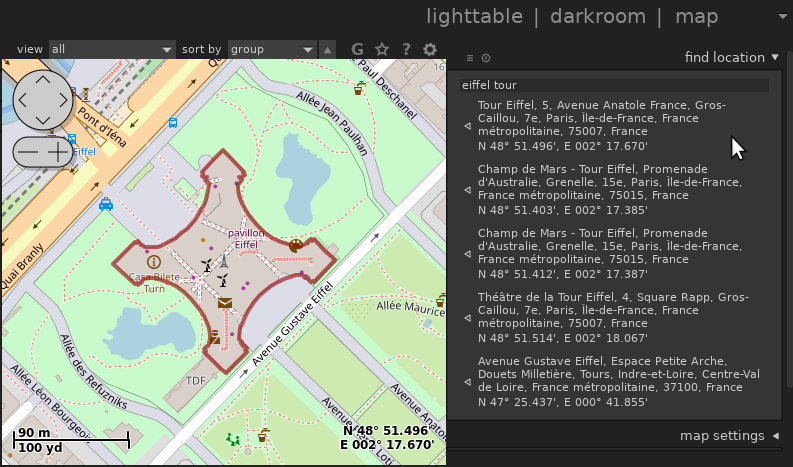 lighttable | darkroom | map
view all sort by group G ?
find location
eiffel tour
Tour Eiffel, 5, Avenue Anatole France, Gros-
Caillou, 7e, Paris, Île-de-France, France
métropolitaine, 75007, France
N 48° 51.496', E 002° 17.670'
Champ de Mars - Tour Eiffel, Promenade
d'Australie, Grenelle, 15e, Paris, Île-de-France,
France métropolitaine, 75015, France
N 48° 51.403', E 002° 17.385'
Champ de Mars - Tour Eiffel, Promenade
d'Australie, Grenelle, 15e, Paris, Île-de-France,
France métropolitaine, 75015, France
N 48° 51.412', E 002° 17.387'
Théâtre de la Tour Eiffel, 4, Square Rapp, Gros-
Caillou, 7e, Paris, Île-de-France, France
métropolitaine, 75007, France
N 48° 51.514', E 002° 18.067'
Avenue Gustave Eiffel, Espace Petite Arche,
Douets Milletière, Tours, Indre-et-Loire, Centre-Val
de Loire, France métropolitaine, 37100, France
N 47° 25.437', E 000° 41.855'
map settings
Paul Deschanel
16
Allée Jean Paulhan
Pont d'Iéna
Eiffel
Quai Branly
pavillon
Eiffel
Casa Bilete
Turn
Allée Maurice
Avenue Gustave Eiffel
Allée des Refuzniks
TDF
Allée Léon Bourgeois
Avenue
Avenue Anato
90 m
100 yd
N 48° 51.496'
E 002° 17.670'